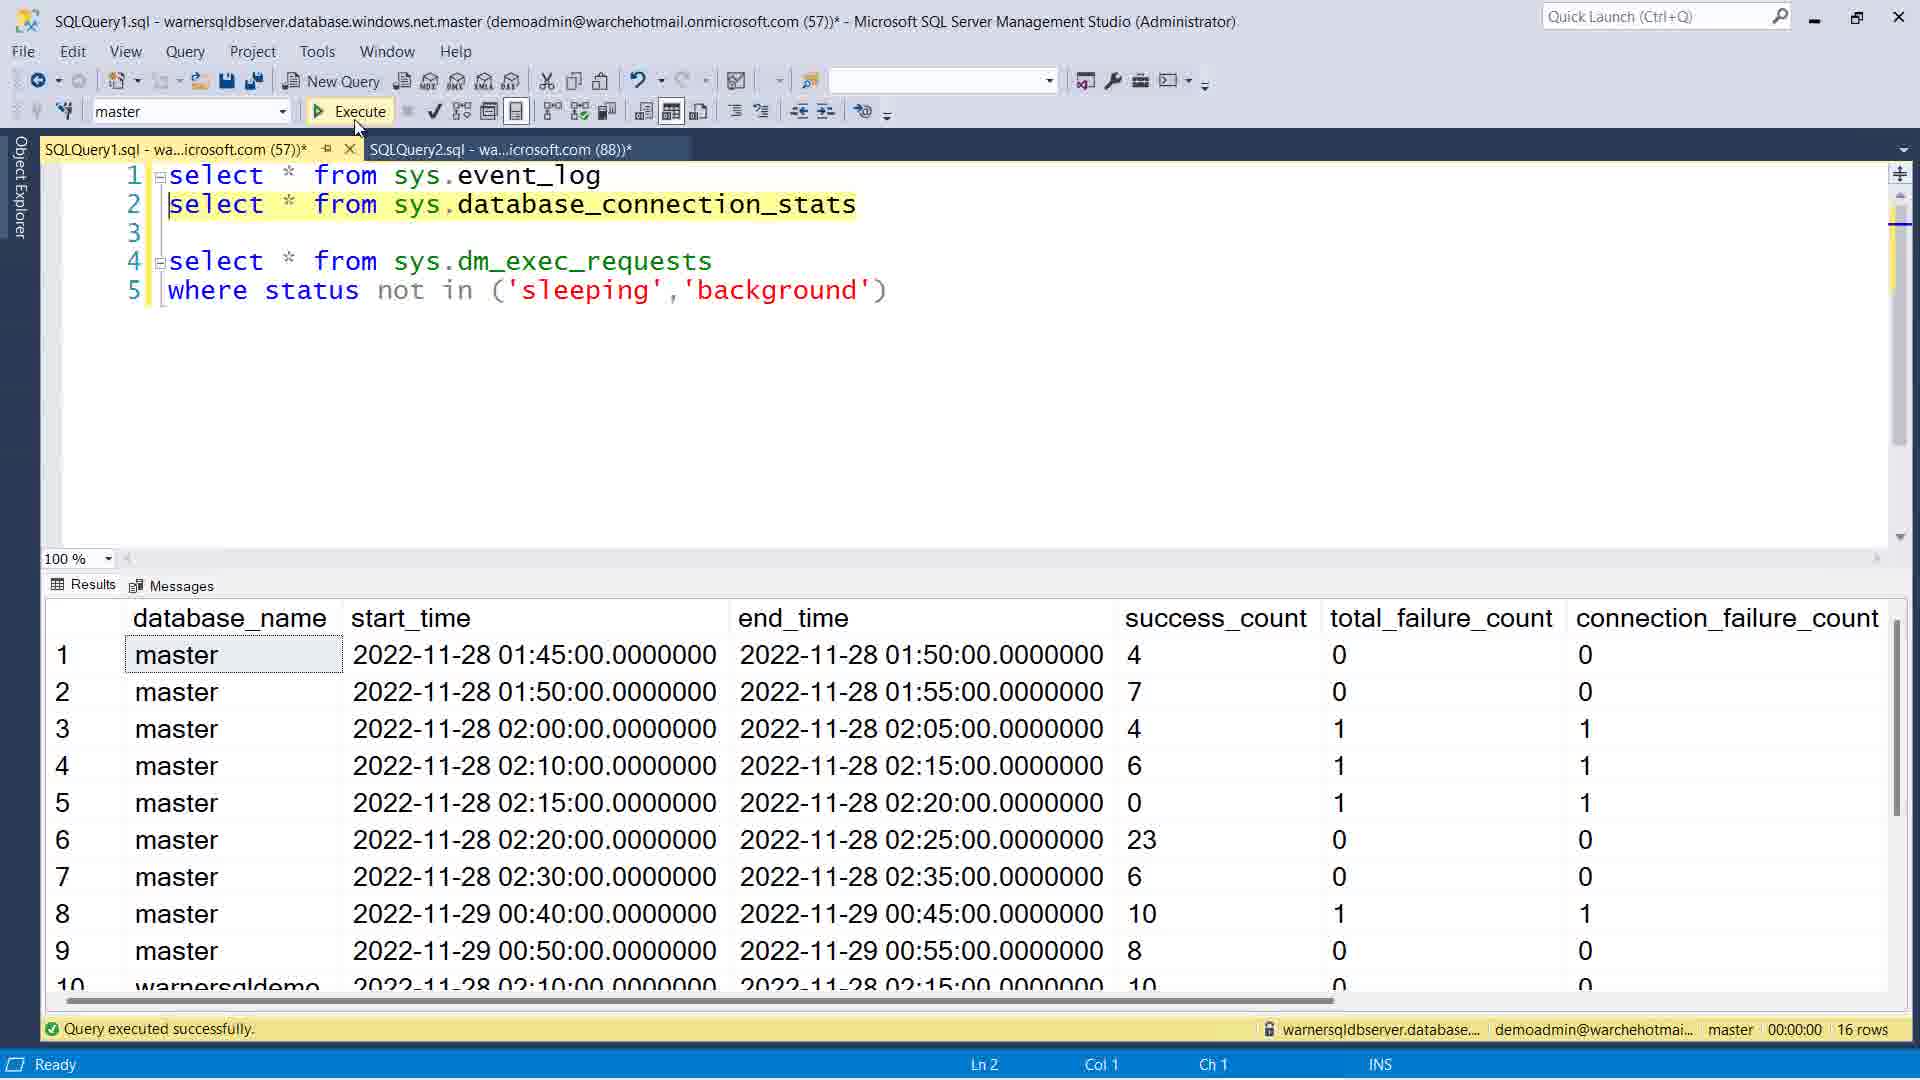 SQLQuery1.sql - warnersqldbserver.database.windows.net.master (demoadmin@warchehotmail.onmicrosoft.com (57))* - Microsoft SQL Server Management Studio (Administrator)
Quick Launch (Ctrl+Q)
File Edit View Query Project Tools Window Help
New Query
master Execute
Object Explorer
SQLQuery1.sql - wa...icrosoft.com (57))* SQLQuery2.sql - wa...icrosoft.com (88))*
1 select * from sys.event_log
2 select * from sys.database_connection_stats
3
4 select * from sys.dm_exec_requests
5 where status not in ('sleeping','background')
100 %
Results Messages
database_name start_time end_time success_count total_failure_count connection_failure_count
1 master 2022-11-28 01:45:00.0000000 2022-11-28 01:50:00.0000000 4 0 0
2 master 2022-11-28 01:50:00.0000000 2022-11-28 01:55:00.0000000 7 0 0
3 master 2022-11-28 02:00:00.0000000 2022-11-28 02:05:00.0000000 4 1 1
4 master 2022-11-28 02:10:00.0000000 2022-11-28 02:15:00.0000000 6 1 1
5 master 2022-11-28 02:15:00.0000000 2022-11-28 02:20:00.0000000 0 1 1
6 master 2022-11-28 02:20:00.0000000 2022-11-28 02:25:00.0000000 23 0 0
7 master 2022-11-28 02:30:00.0000000 2022-11-28 02:35:00.0000000 6 0 0
8 master 2022-11-29 00:40:00.0000000 2022-11-29 00:45:00.0000000 10 1 1
9 master 2022-11-29 00:50:00.0000000 2022-11-29 00:55:00.0000000 8 0 0
10 warnersqldemo 2022-11-28 02:10:00.0000000 2022-11-28 02:15:00.0000000 10 0 0
Query executed successfully. warnersqldbserver.database.... demoadmin@warchehotmai... master 00:00:00 16 rows
Ready Ln 2 Col 1 Ch 1 INS